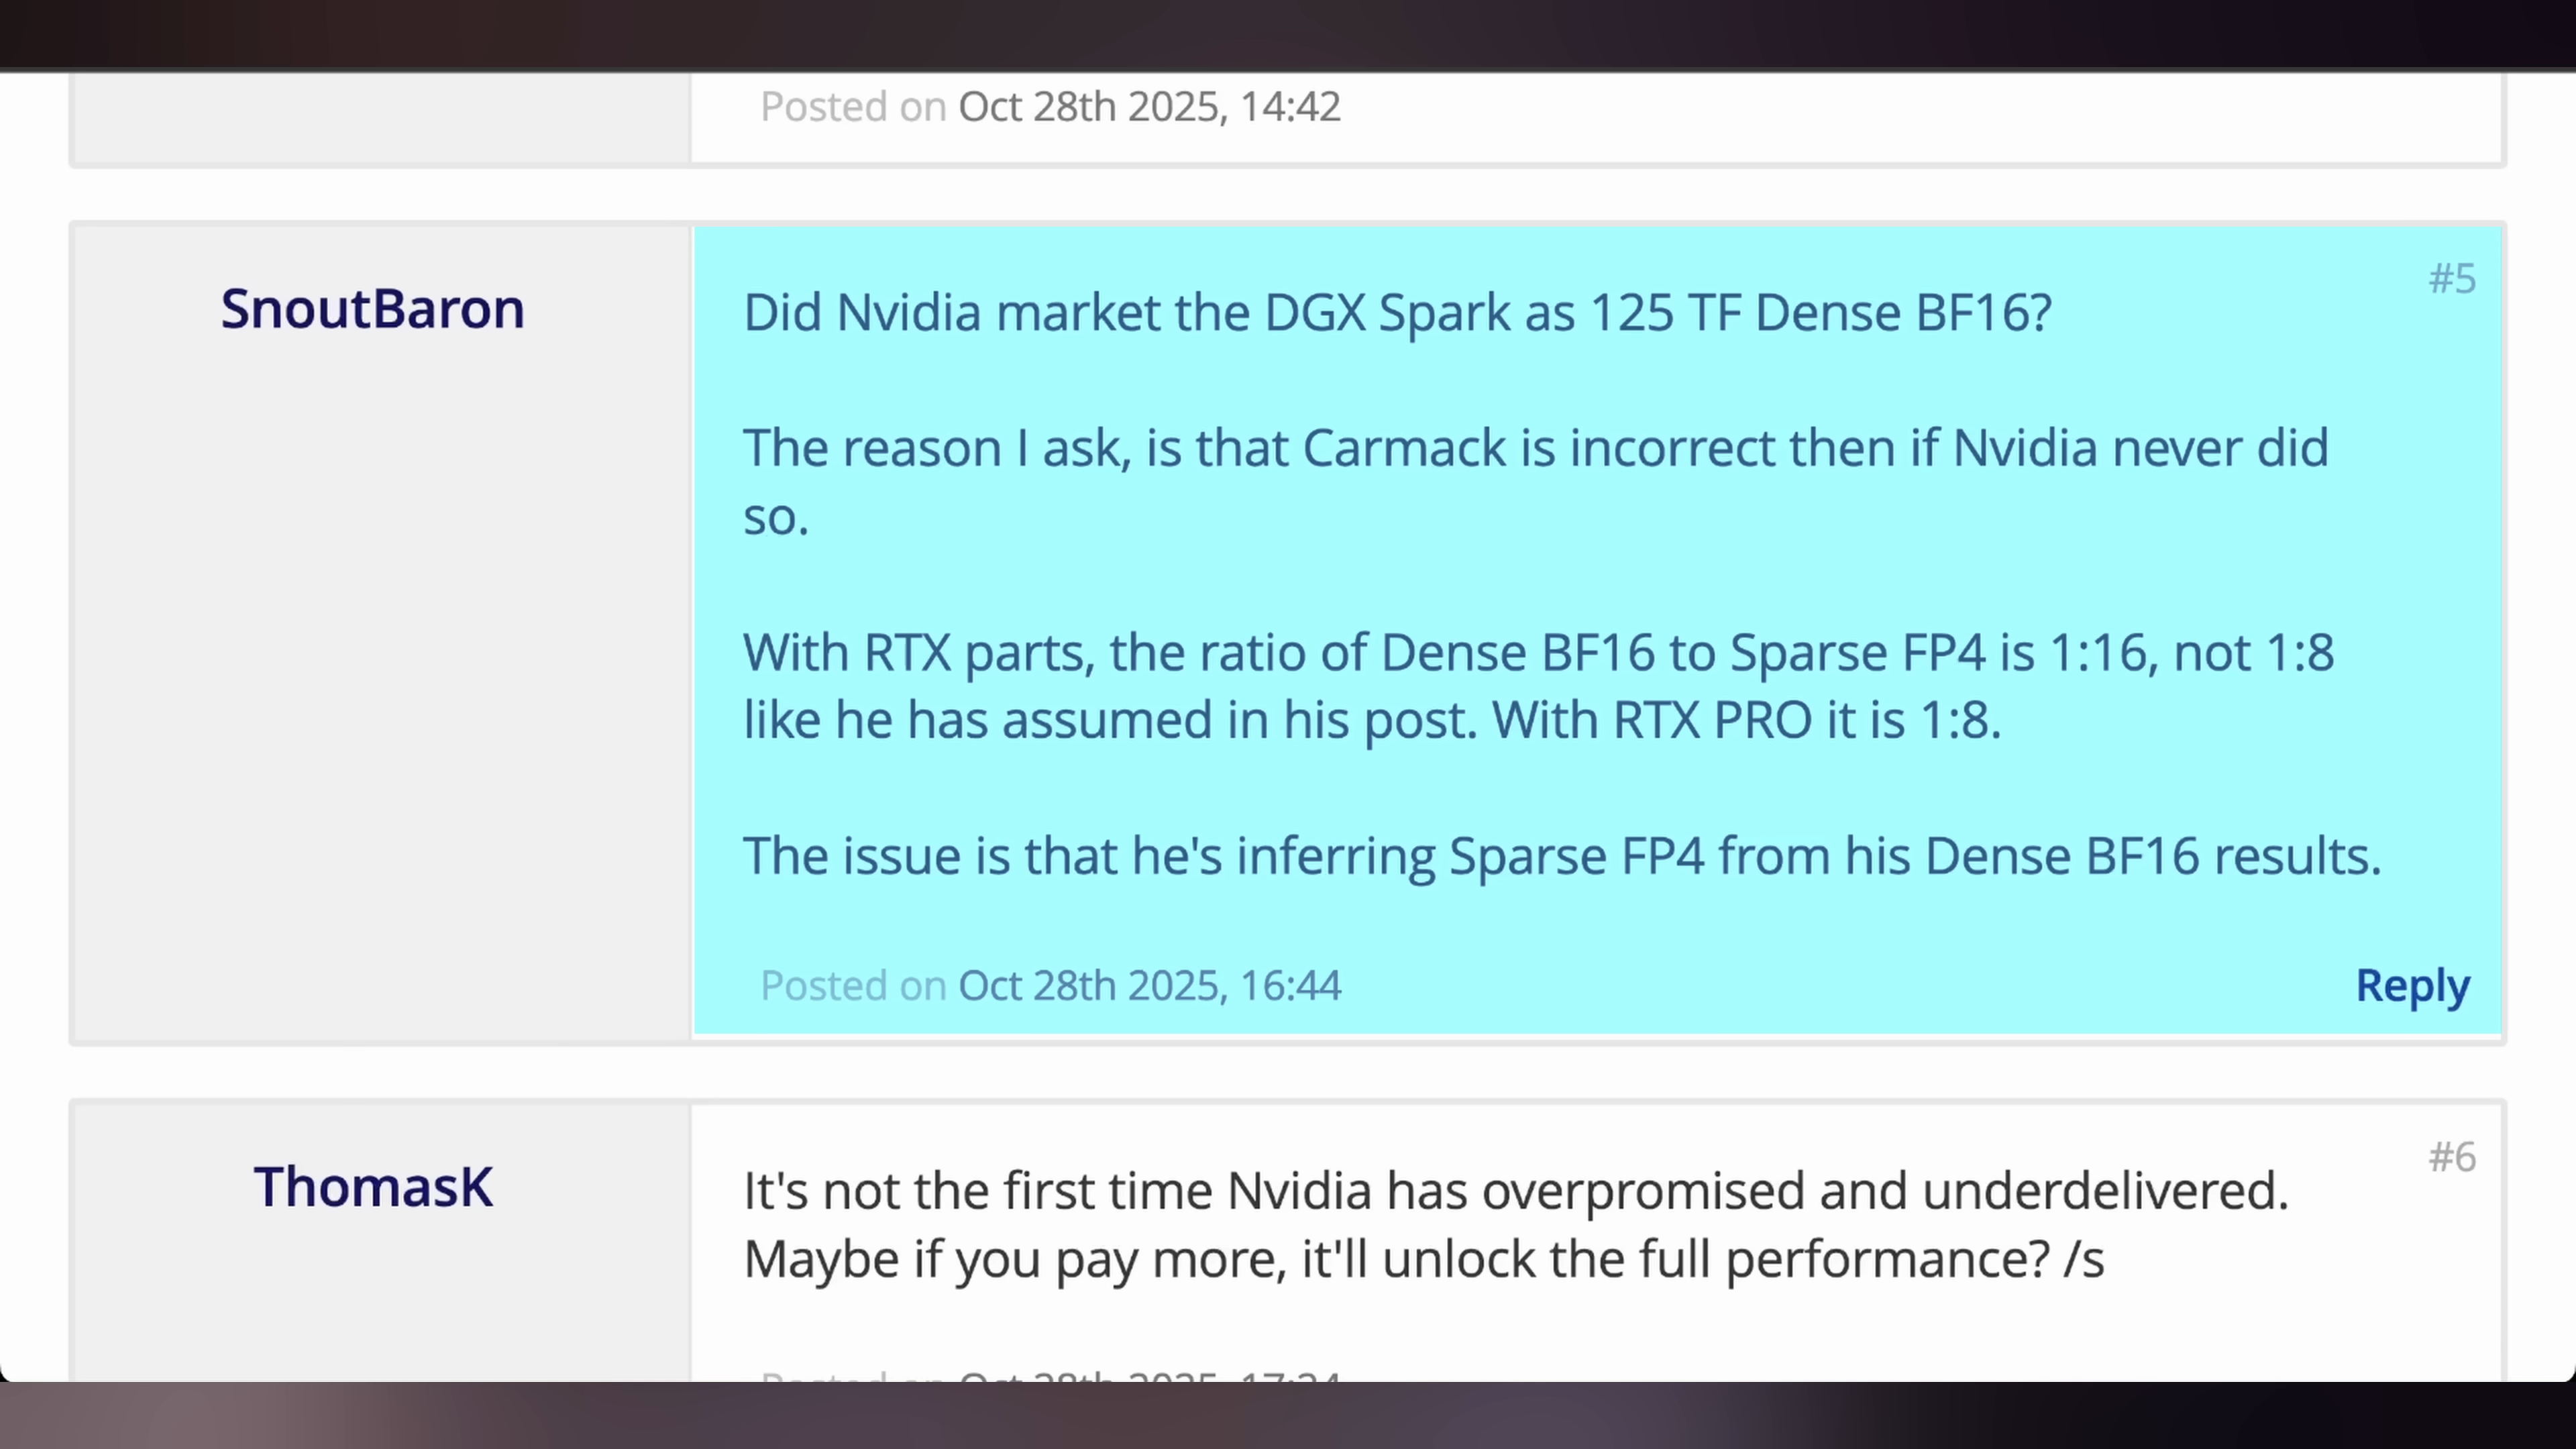 Posted on Oct 28th 2025, 14:42
SnoutBaron
#5
Did Nvidia market the DGX Spark as 125 TF Dense BF16?
The reason I ask, is that Carmack is incorrect then if Nvidia never did
so.
With RTX parts, the ratio of Dense BF16 to Sparse FP4 is 1:16, not 1:8
like he has assumed in his post. With RTX PRO it is 1:8.
The issue is that he's inferring Sparse FP4 from his Dense BF16 results.
Posted on Oct 28th 2025, 16:44
Reply
ThomasK
#6
It's not the first time Nvidia has overpromised and underdelivered.
Maybe if you pay more, it'll unlock the full performance? /s
Posted on Oct 28th 2025,